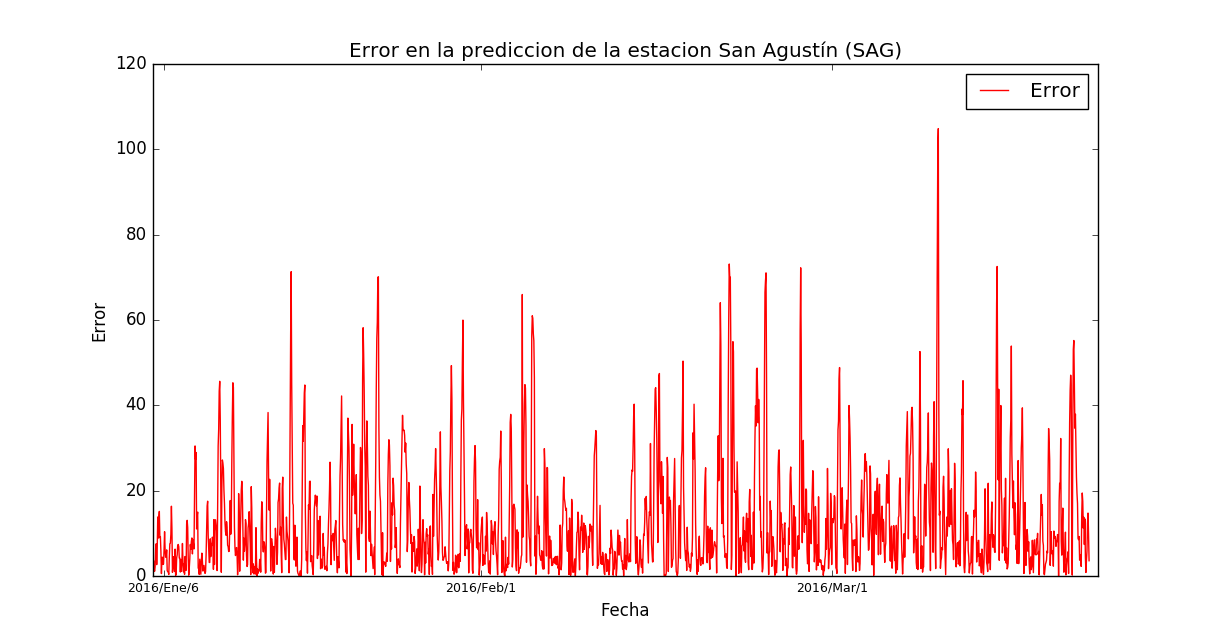 Error en la prediccion de la estacion San Agustín (SAG)
120
100
80
60
40
20
0
Error
Error
2016/Ene/6
2016/Feb/1
2016/Mar/1
Fecha